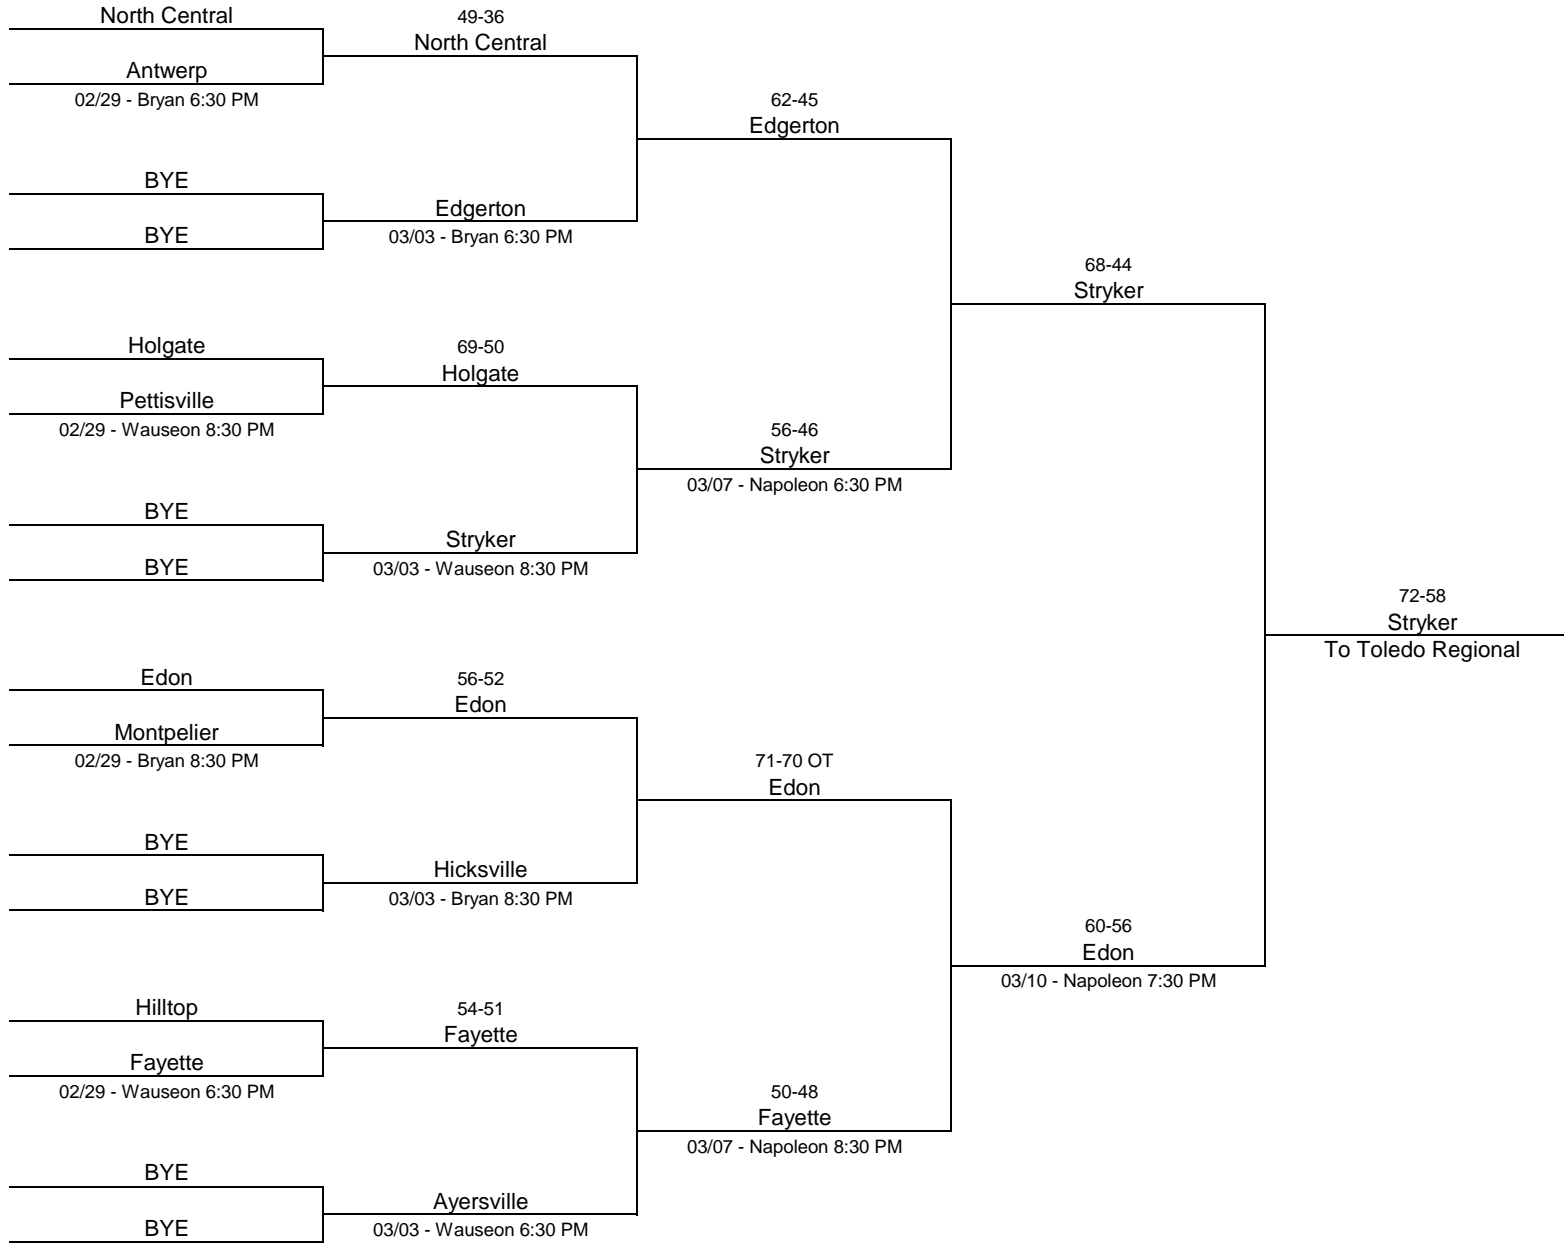 North Central
Antwerp
02/29 - Bryan 6:30 PM
BYE
BYE
Holgate
Pettisville
02/29 - Wauseon 8:30 PM
BYE
BYE
Edon
Montpelier
02/29 - Bryan 8:30 PM
BYE
BYE
Hilltop
Fayette
02/29 - Wauseon 6:30 PM
BYE
BYE
49-36
North Central
Edgerton
03/03 - Bryan 6:30 PM
69-50
Holgate
Stryker
03/03 - Wauseon 8:30 PM
56-52
Edon
Hicksville
03/03 - Bryan 8:30 PM
54-51
Fayette
Ayersville
03/03 - Wauseon 6:30 PM
62-45
Edgerton
56-46
Stryker
03/07 - Napoleon 6:30 PM
71-70 OT
Edon
50-48
Fayette
03/07 - Napoleon 8:30 PM
68-44
Stryker
60-56
Edon
03/10 - Napoleon 7:30 PM
72-58
Stryker
To Toledo Regional